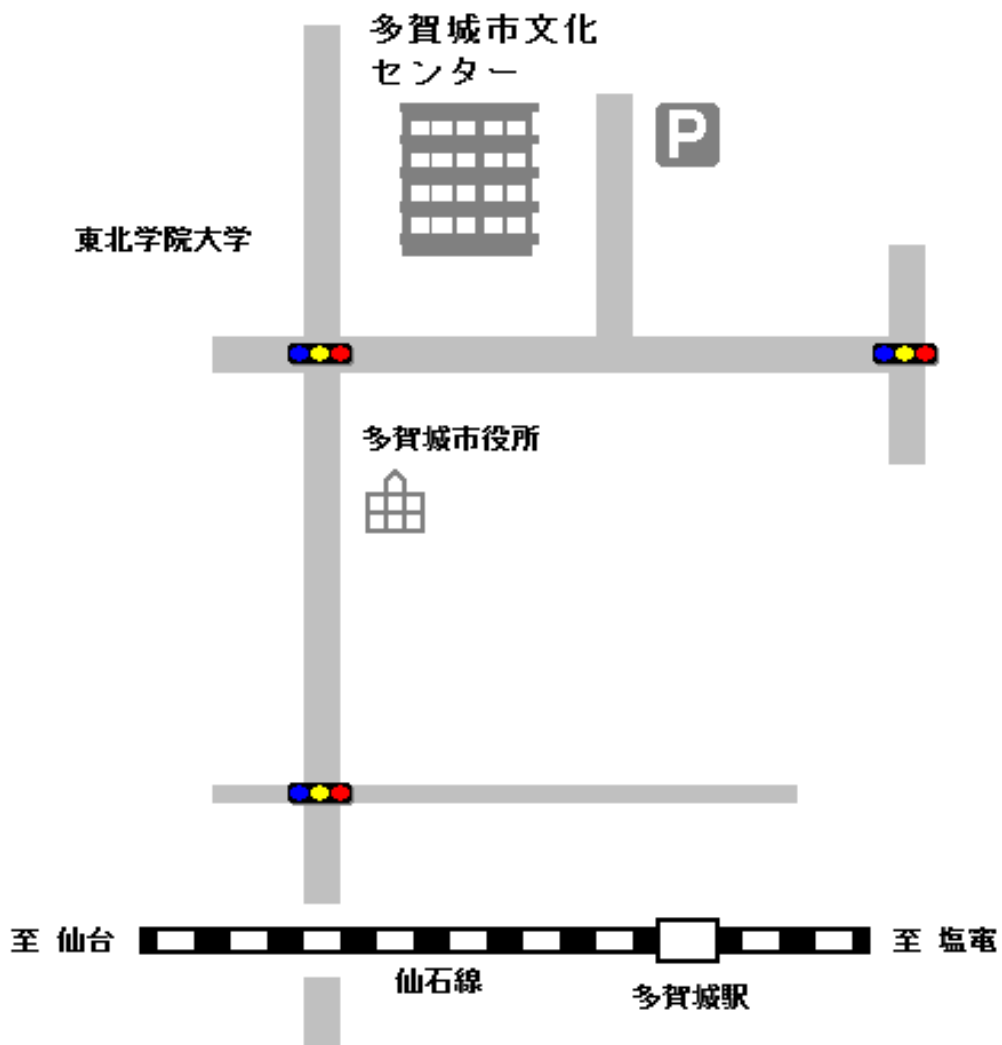 多賀城市文化
センター
P
東北学院大学
多賀城市役所
至 仙台
至 塩竈
仙石線
多賀城駅